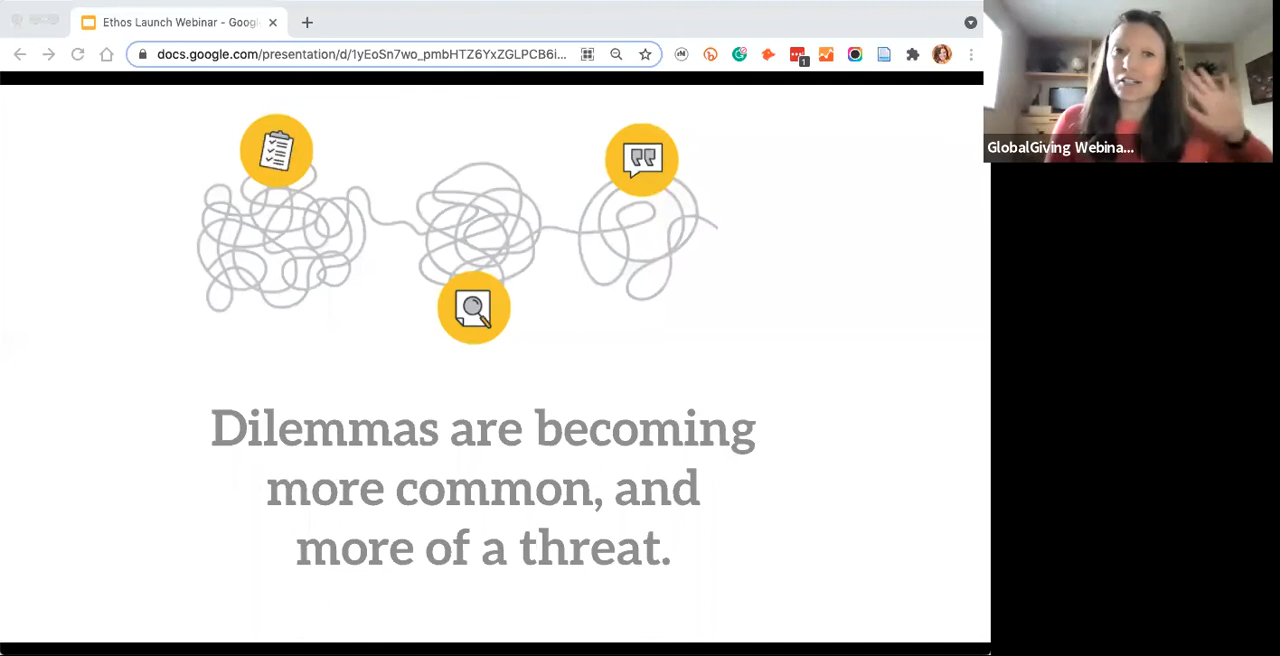 Ethos Launch Webinar - Goog
docs.google.com/presentation/d/1yEoSn7wo_pmbHTZ6YxZGLPCB6i...
1
GlobalGiving Webina...
Dilemmas are becoming
more common, and
more of a threat.